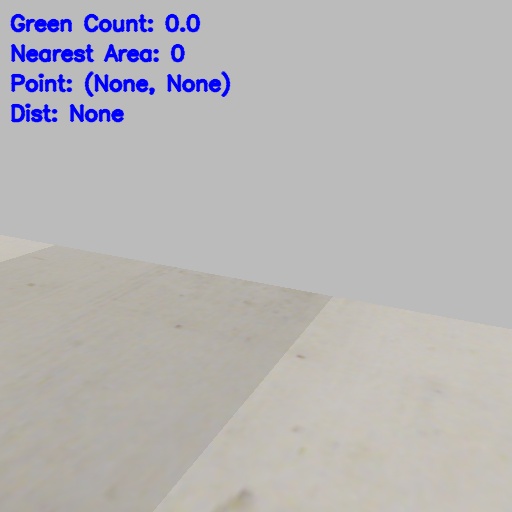 Green Count: 0.0
Nearest Area: 0
Point: (None, None)
Dist: None